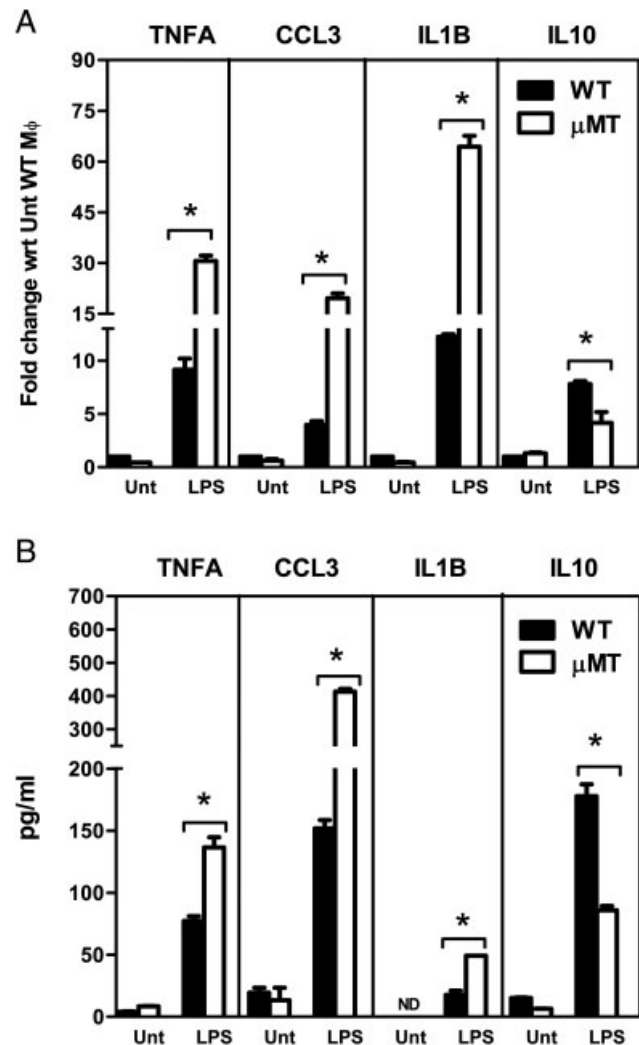 A
TNFA CCL3 IL1B IL10
Fold change wrt Unt WT Mϕ
90
75
60
45
30
15
10
5
0
WT
μMT
* * * *
Unt LPS Unt LPS Unt LPS Unt LPS
B
TNFA CCL3 IL1B IL10
pg/ml
700
600
500
400
300
200
150
100
50
0
WT
μMT
* * * *
ND
Unt LPS Unt LPS Unt LPS Unt LPS